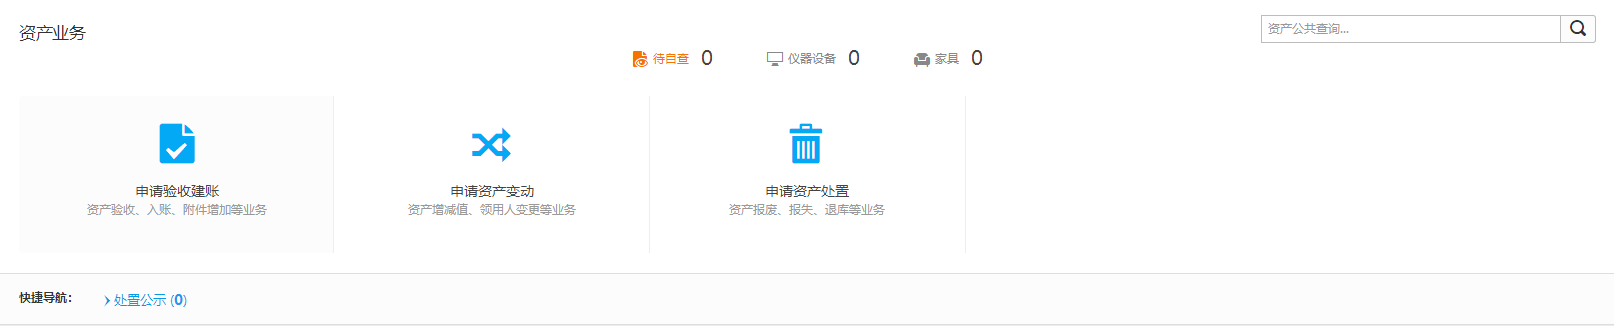 资产业务
资产公共查询...
待自查 0 仪器设备 0 家具 0
申请验收建账
资产验收、入账、附件增加等业务
申请资产变动
资产增减值、领用人变更等业务
申请资产处置
资产报废、报失、退库等业务
快捷导航： 处置公示 (0)